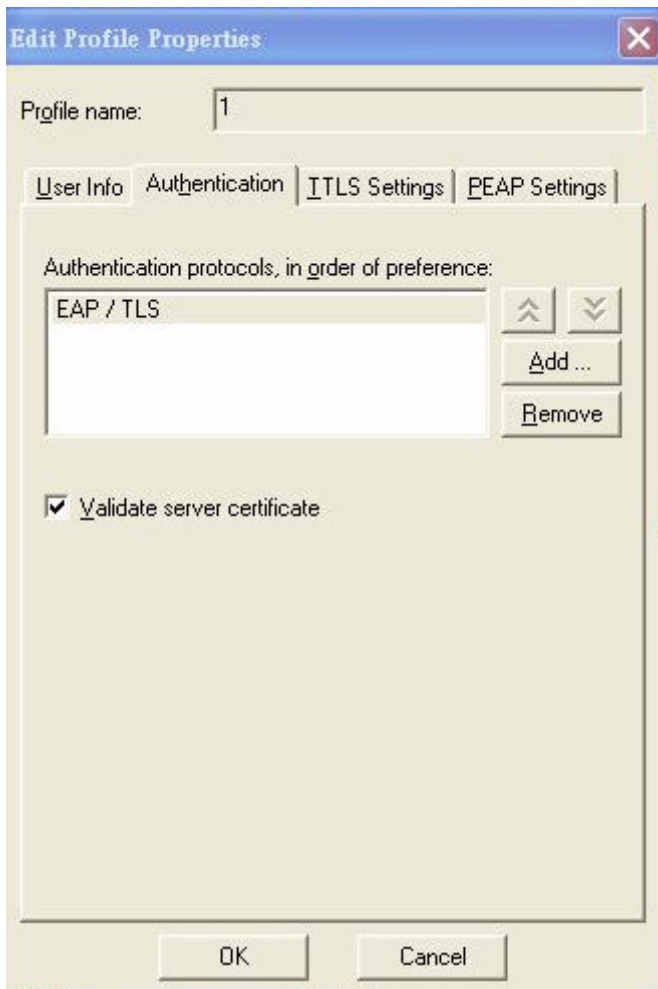 Edit Profile Properties
Profile name: 1
User Info Authentication TTLS Settings PEAP Settings
Authentication protocols, in order of preference:
EAP / TLS
Add ...
Remove
Validate server certificate
OK Cancel